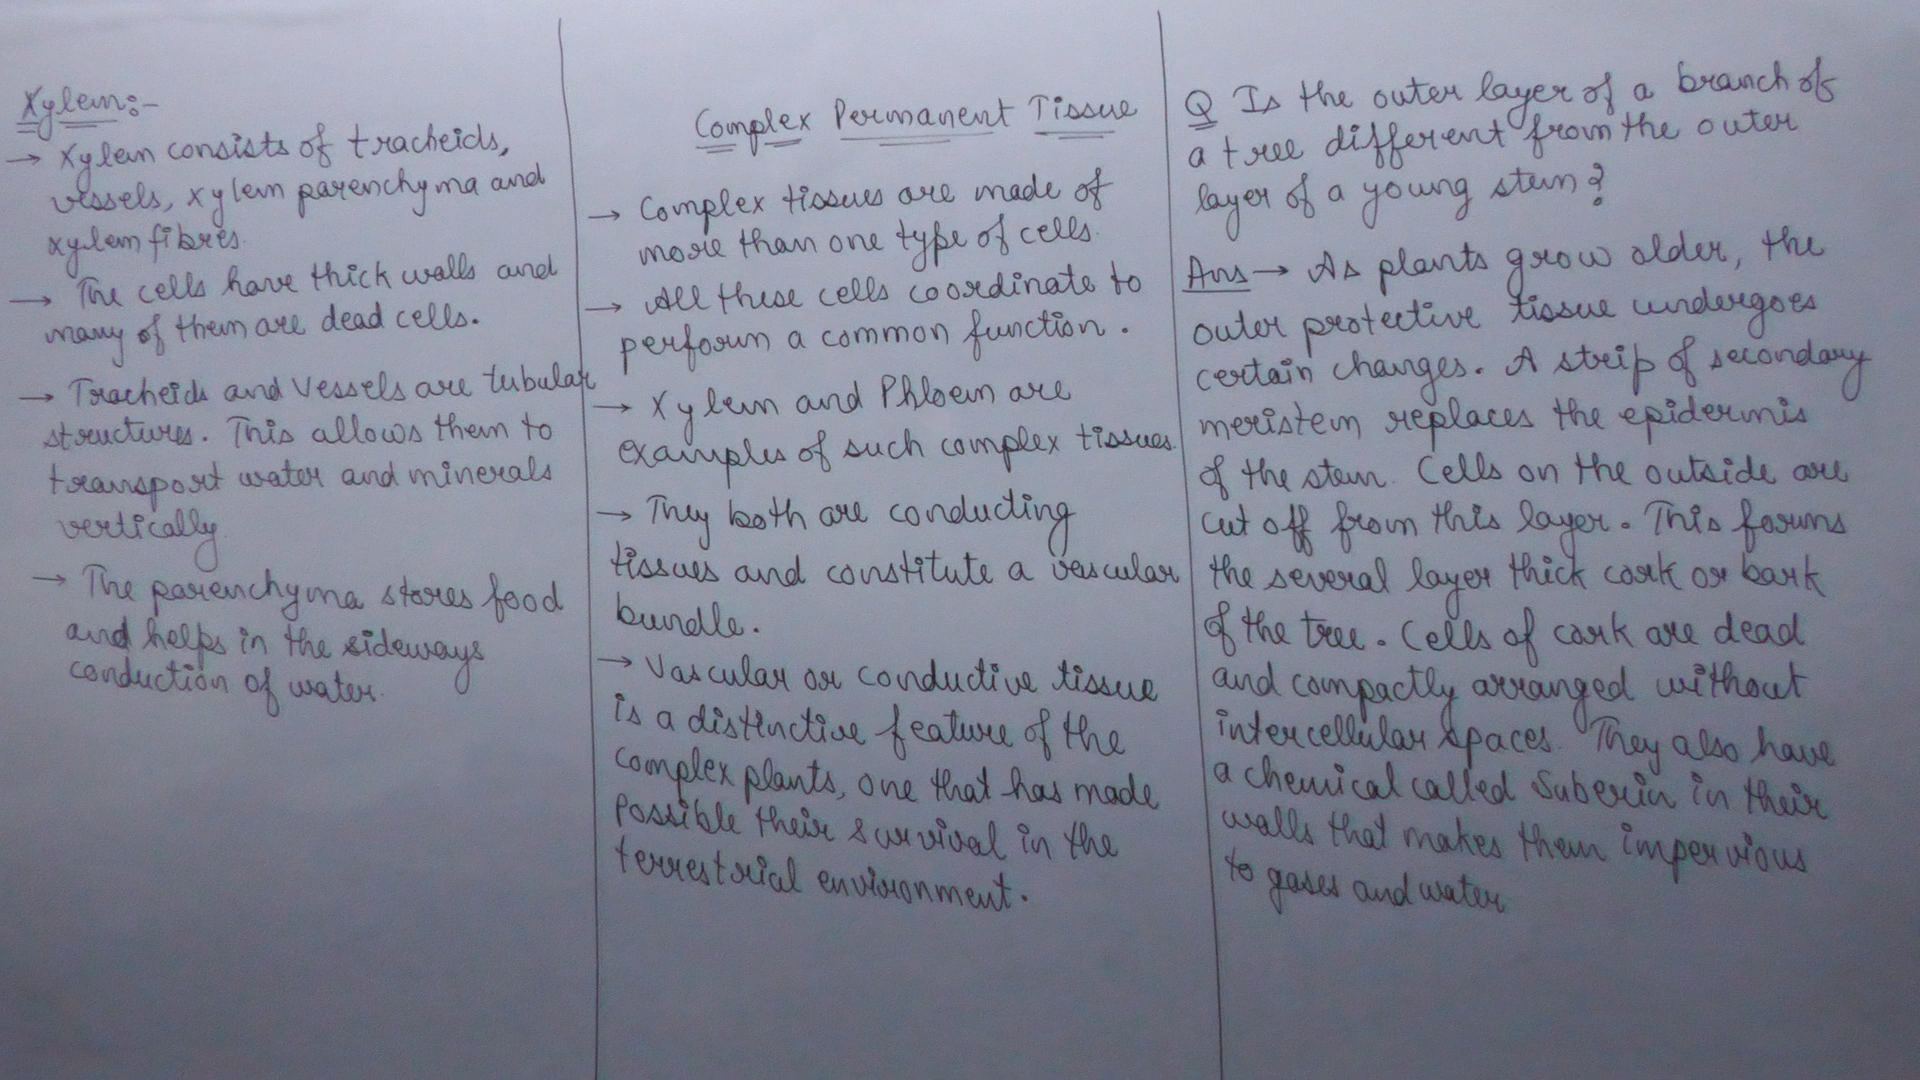 Xylem:-
→ Xylem consists of tracheids,
vessels, xylem parenchyma and
xylem fibres.
→ The cells have thick walls and
many of them are dead cells.
→ Tracheids and Vessels are tubular
structures. This allows them to
transport water and minerals
vertically.
→ The parenchyma stores food
and helps in the sideways
conduction of water.
Complex Permanent Tissue
→ Complex tissues are made of
more than one type of cells.
→ All these cells coordinate to
perform a common function.
→ Xylem and Phloem are
examples of such complex tissues.
→ They both are conducting
tissues and constitute a vascular
bundle.
→ Vascular or conductive tissue
is a distinctive feature of the
complex plants, one that has made
possible their survival in the
terrestrial environment.
Q Is the outer layer of a branch of
a tree different from the outer
layer of a young stem?
Ans → As plants grow older, the
outer protective tissue undergoes
certain changes. A strip of secondary
meristem replaces the epidermis
of the stem. Cells on the outside are
cut off from this layer. This forms
the several layer thick cork or bark
of the tree. Cells of cork are dead
and compactly arranged without
intercellular spaces. They also have
a chemical called Suberin in their
walls that makes them impervious
to gases and water